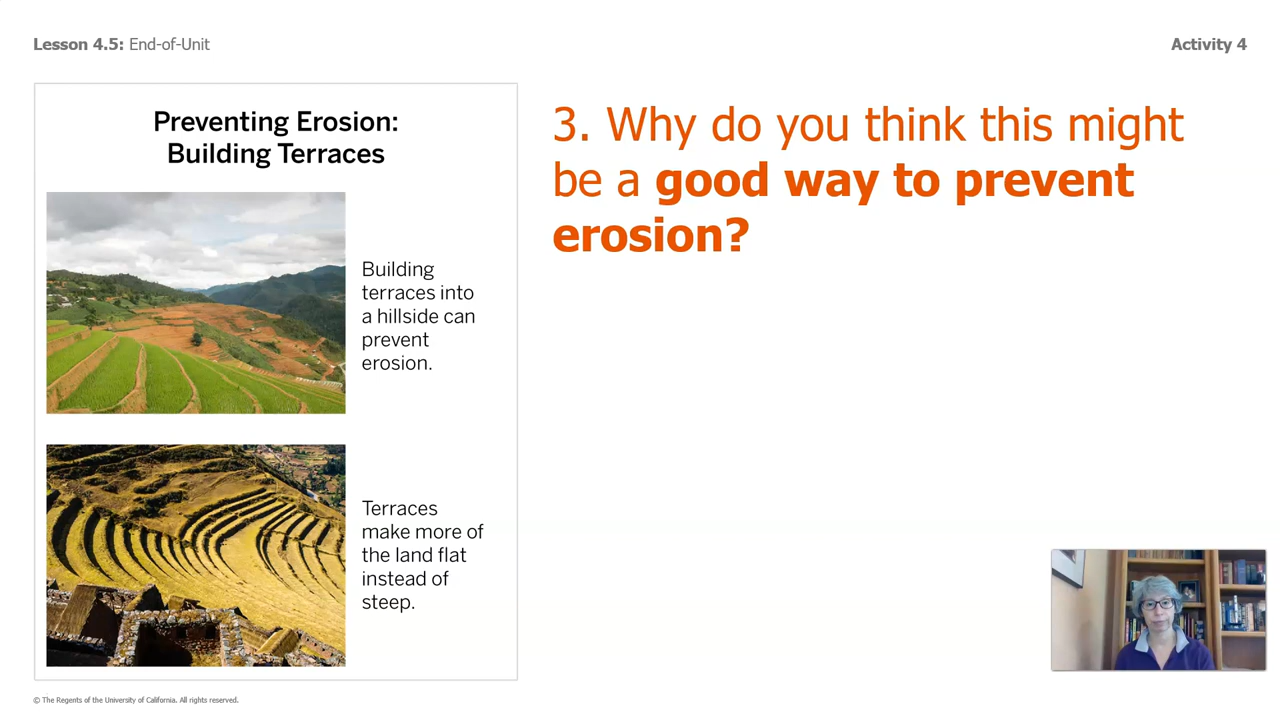 Lesson 4.5: End-of-Unit
Activity 4
Preventing Erosion:
Building Terraces
Building
terraces into
a hillside can
prevent
erosion.
Terraces
make more of
the land flat
instead of
steep.
3. Why do you think this might
be a good way to prevent
erosion?
© The Regents of the University of California. All rights reserved.